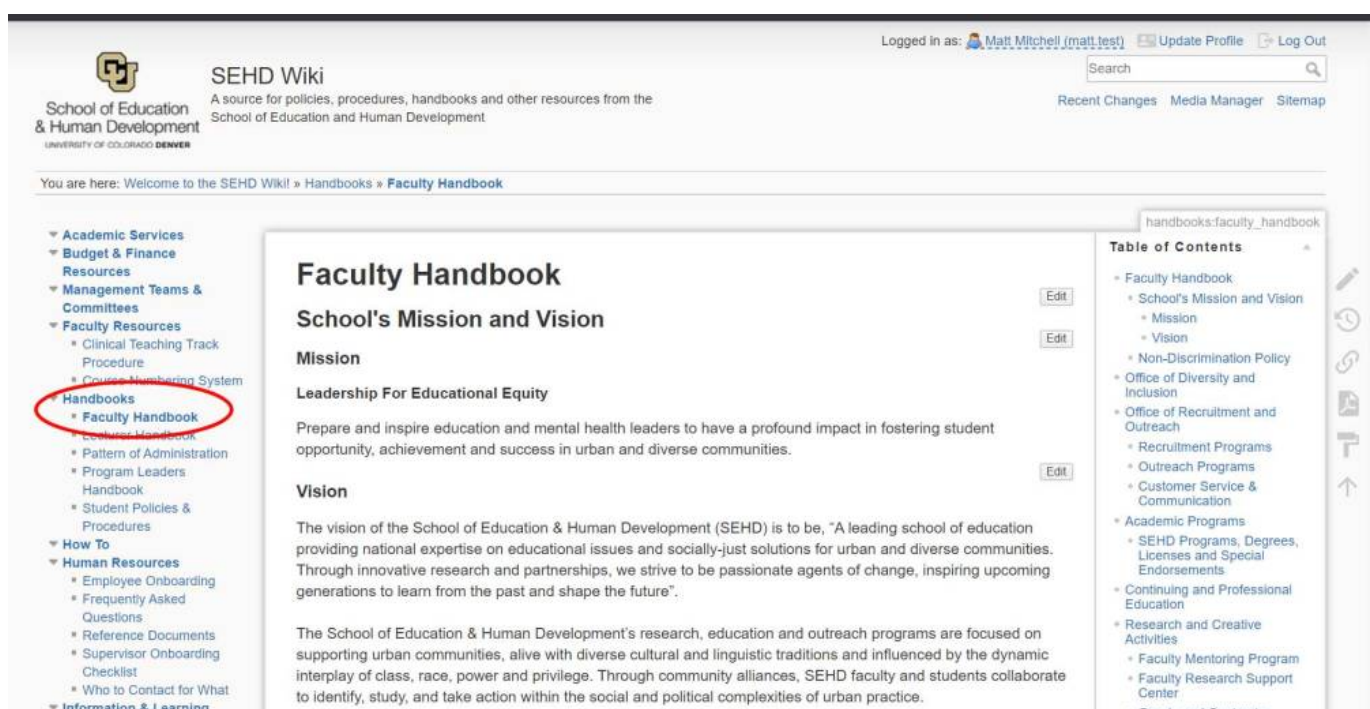 Logged in as: Matt Mitchell (matt.test) Update Profile Log Out
School of Education
& Human Development
UNIVERSITY OF COLORADO DENVER
SEHD Wiki
A source for policies, procedures, handbooks and other resources from the
School of Education and Human Development
Search
Recent Changes Media Manager Sitemap
You are here: Welcome to the SEHD Wiki! » Handbooks » Faculty Handbook
Academic Services
Budget & Finance
Resources
Management Teams &
Committees
Faculty Resources
Clinical Teaching Track
Procedure
Course Numbering System
Handbooks
Faculty Handbook
Lecturer Handbook
Pattern of Administration
Program Leaders
Handbook
Student Policies &
Procedures
How To
Human Resources
Employee Onboarding
Frequently Asked
Questions
Reference Documents
Supervisor Onboarding
Checklist
Who to Contact for What
Information & Learning
Faculty Handbook
Edit
School's Mission and Vision
Edit
Mission
Leadership For Educational Equity
Prepare and inspire education and mental health leaders to have a profound impact in fostering student
opportunity, achievement and success in urban and diverse communities.
Edit
Vision
The vision of the School of Education & Human Development (SEHD) is to be, “A leading school of education
providing national expertise on educational issues and socially-just solutions for urban and diverse communities.
Through innovative research and partnerships, we strive to be passionate agents of change, inspiring upcoming
generations to learn from the past and shape the future”.
The School of Education & Human Development’s research, education and outreach programs are focused on
supporting urban communities, alive with diverse cultural and linguistic traditions and influenced by the dynamic
interplay of class, race, power and privilege. Through community alliances, SEHD faculty and students collaborate
to identify, study, and take action within the social and political complexities of urban practice.
handbooks:faculty_handbook
Table of Contents
Faculty Handbook
School's Mission and Vision
Mission
Vision
Non-Discrimination Policy
Office of Diversity and
Inclusion
Office of Recruitment and
Outreach
Recruitment Programs
Outreach Programs
Customer Service &
Communication
Academic Programs
SEHD Programs, Degrees,
Licenses and Special
Endorsements
Continuing and Professional
Education
Research and Creative
Activities
Faculty Mentoring Program
Faculty Research Support
Center